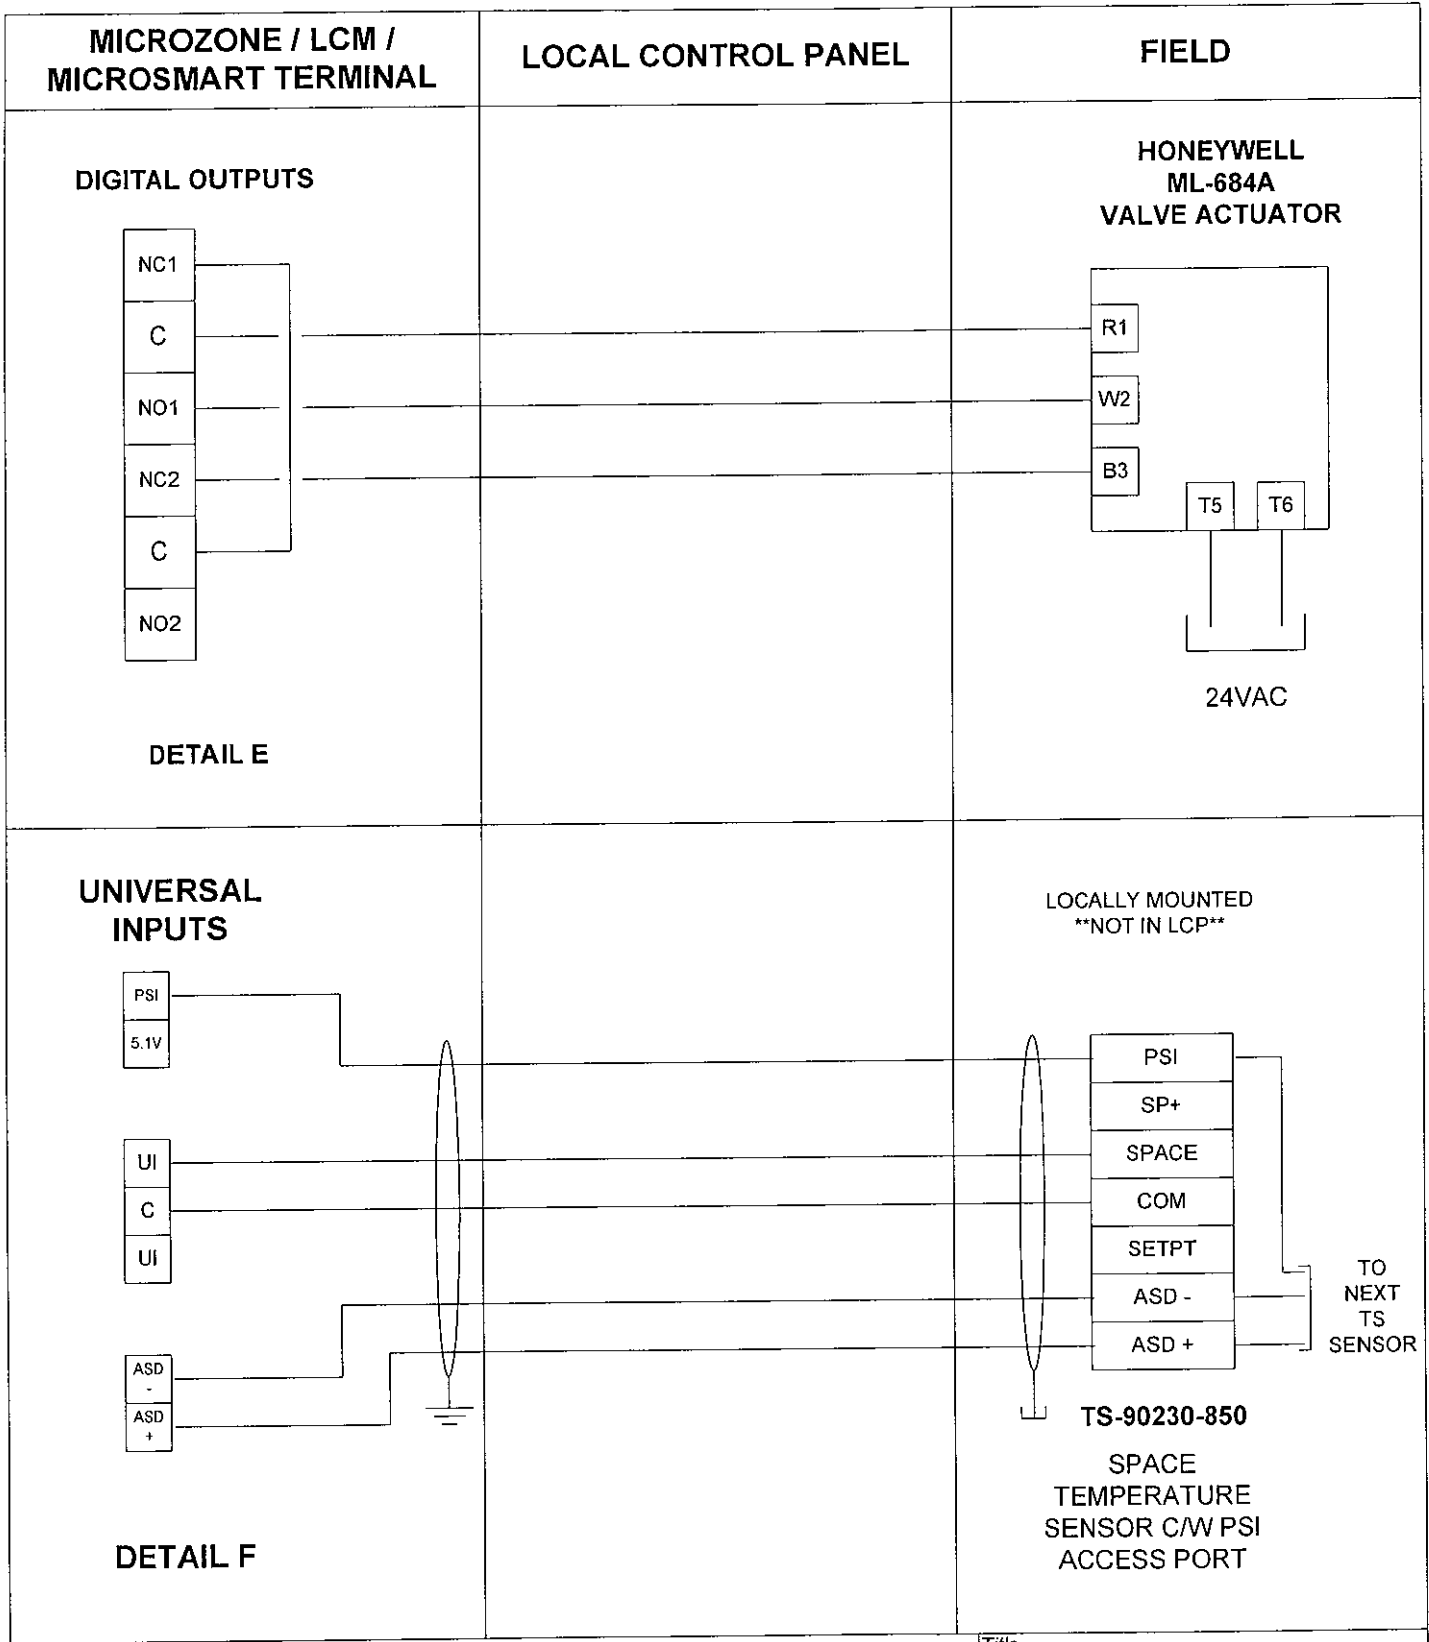 MICROZONE / LCM /
MICROSMART TERMINAL
LOCAL CONTROL PANEL
FIELD
DIGITAL OUTPUTS
NC1
C
NO1
NC2
C
NO2
DETAIL E
HONEYWELL
ML-684A
VALVE ACTUATOR
R1
W2
B3
T5
T6
24VAC
UNIVERSAL
INPUTS
PSI
5.1V
UI
C
UI
ASD
-
ASD
+
DETAIL F
LOCALLY MOUNTED
**NOT IN LCP**
PSI
SP+
SPACE
COM
SETPT
ASD -
ASD +
TO
NEXT
TS
SENSOR
TS-90230-850
SPACE
TEMPERATURE
SENSOR C/W PSI
ACCESS PORT
Title